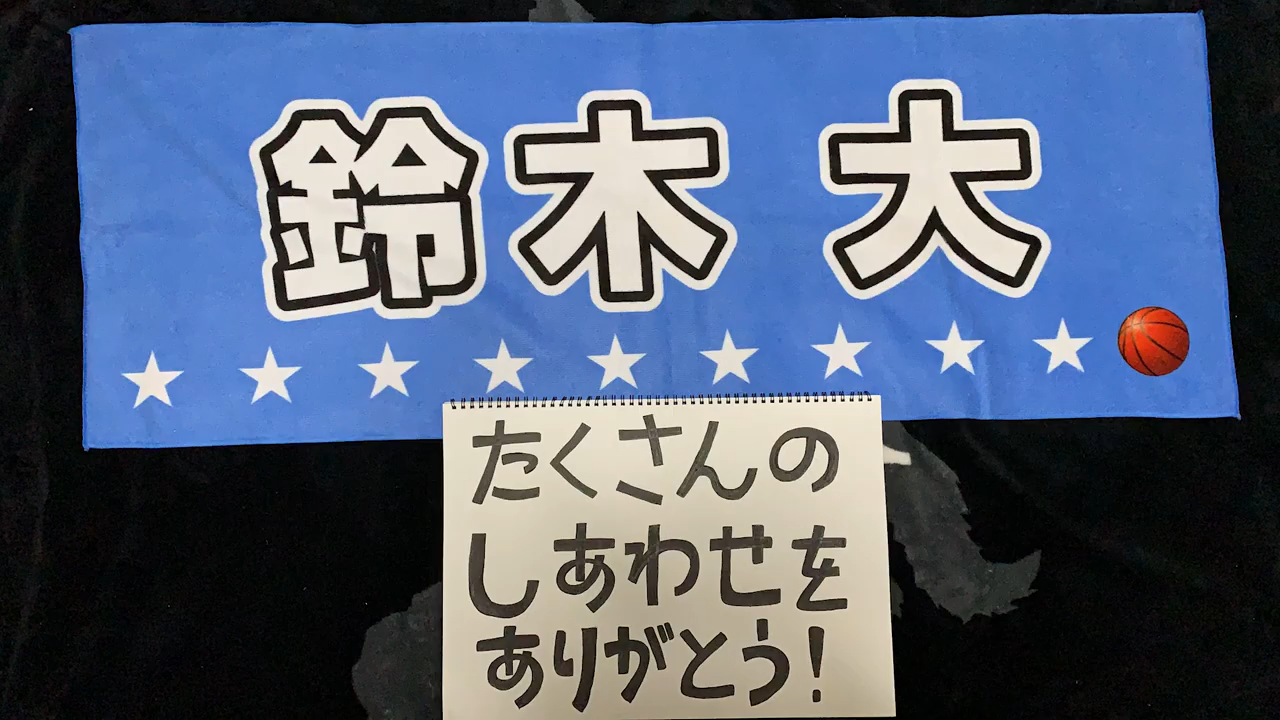 鈴木 大
たくさんの
しあわせを
ありがとう!